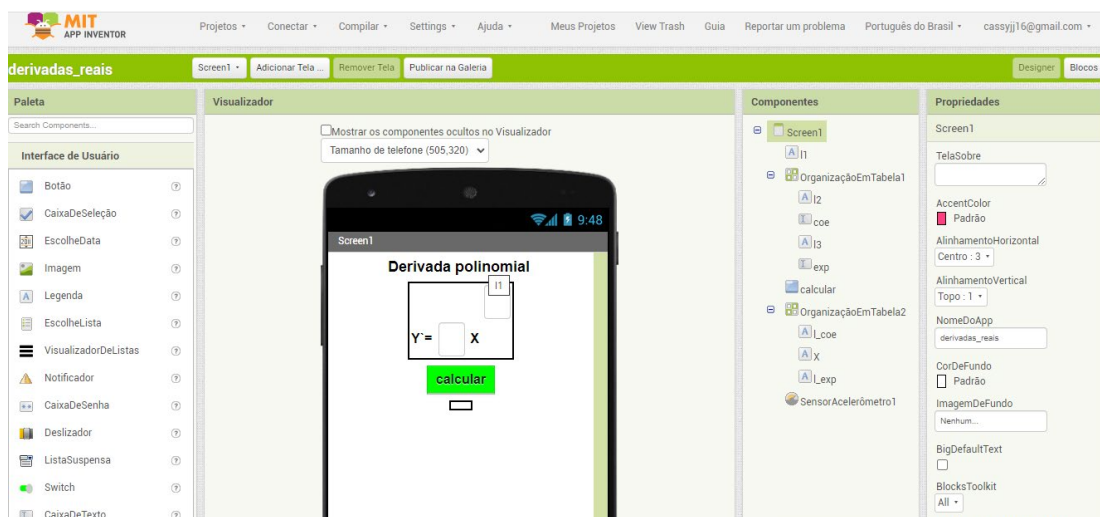 MIT
APP INVENTOR
Projetos Conectar Compilar Settings Ajuda Meus Projetos View Trash Guia Reportar um problema Português do Brasil cassyjj16@gmail.com
derivadas_reais
Screen1 Adicionar Tela ... Remover Tela Publicar na Galeria Designer Blocos
Paleta
Search Components...
Interface de Usuário
Botão
CaixaDeSeleção
EscolheData
Imagem
Legenda
EscolheLista
VisualizadorDeListas
Notificador
CaixaDeSenha
Deslizador
ListaSuspensa
Switch
CaixaDeTexto
Visualizador
Mostrar os componentes ocultos no Visualizador
Tamanho de telefone (505,320)
9:48
Screen1
Derivada polinomial
l1
Y`= X
calcular
Componentes
Screen1
l1
OrganizaçãoEmTabela1
l2
coe
l3
exp
calcular
OrganizaçãoEmTabela2
l_coe
X
l_exp
SensorAcelerômetro1
Propriedades
Screen1
TelaSobre
AccentColor
Padrão
AlinhamentoHorizontal
Centro : 3
AlinhamentoVertical
Topo : 1
NomeDoApp
derivadas_reais
CorDeFundo
Padrão
ImagemDeFundo
Nenhum...
BigDefaultText
BlocksToolkit
All